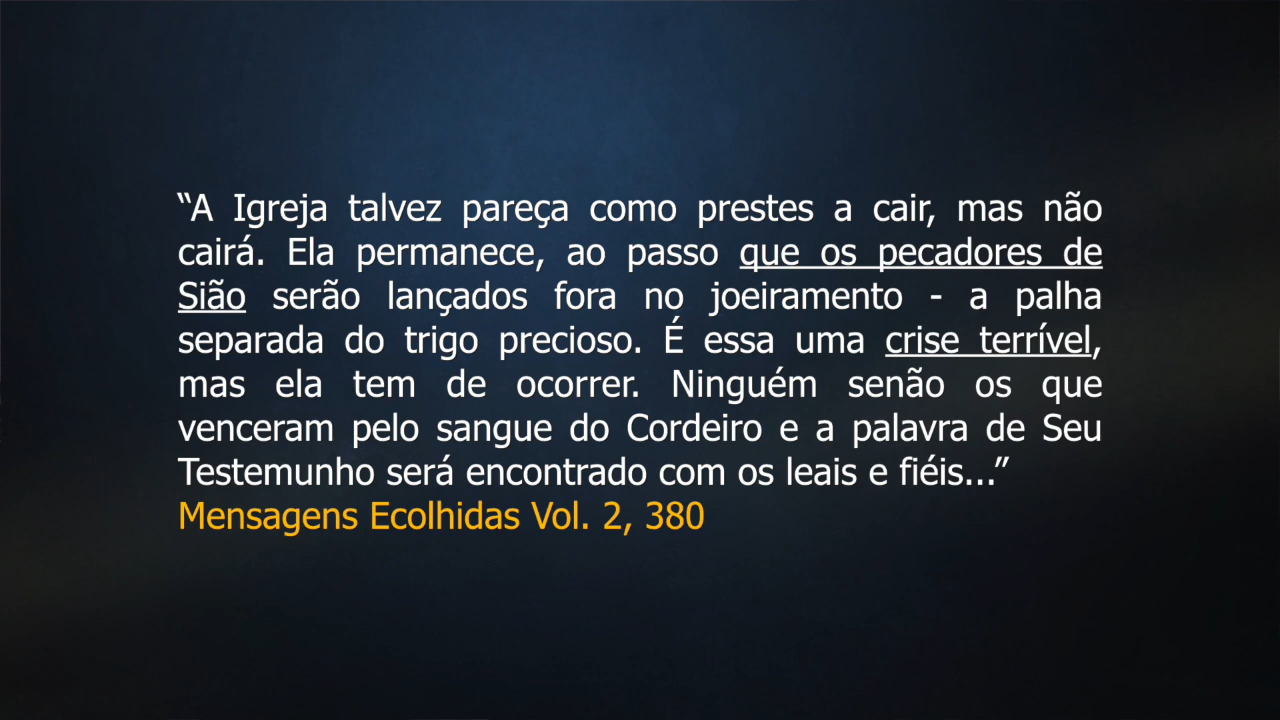 “A Igreja talvez pareça como prestes a cair, mas não
cairá. Ela permanece, ao passo que os pecadores de
Sião serão lançados fora no joeiramento - a palha
separada do trigo precioso. É essa uma crise terrível,
mas ela tem de ocorrer. Ninguém senão os que
venceram pelo sangue do Cordeiro e a palavra de Seu
Testemunho será encontrado com os leais e fiéis...”
Mensagens Ecolhidas Vol. 2, 380